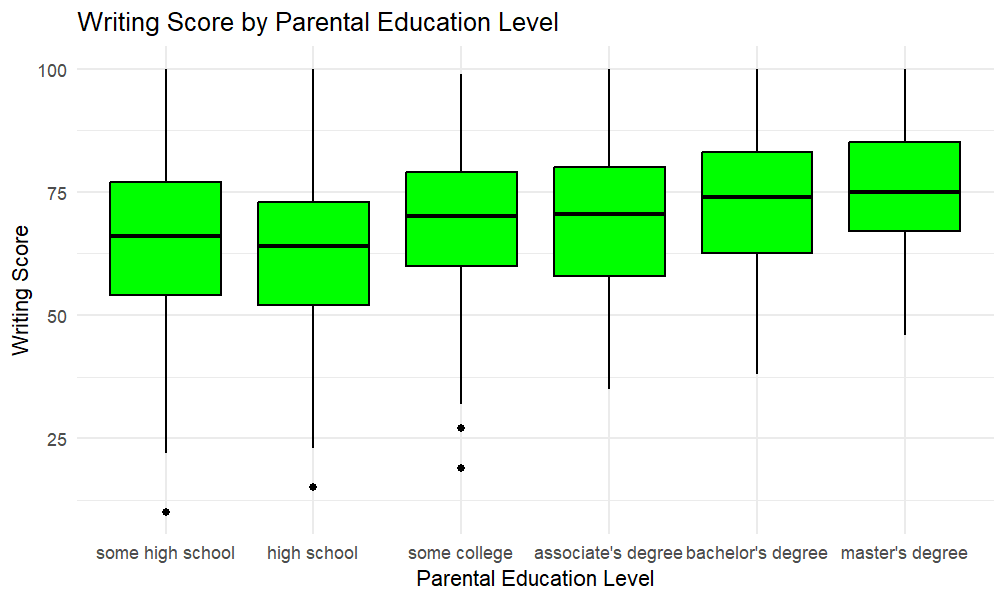 Writing Score by Parental Education Level
Writing Score
100
75
50
25
some high school
high school
some college
associate's degree
bachelor's degree
master's degree
Parental Education Level